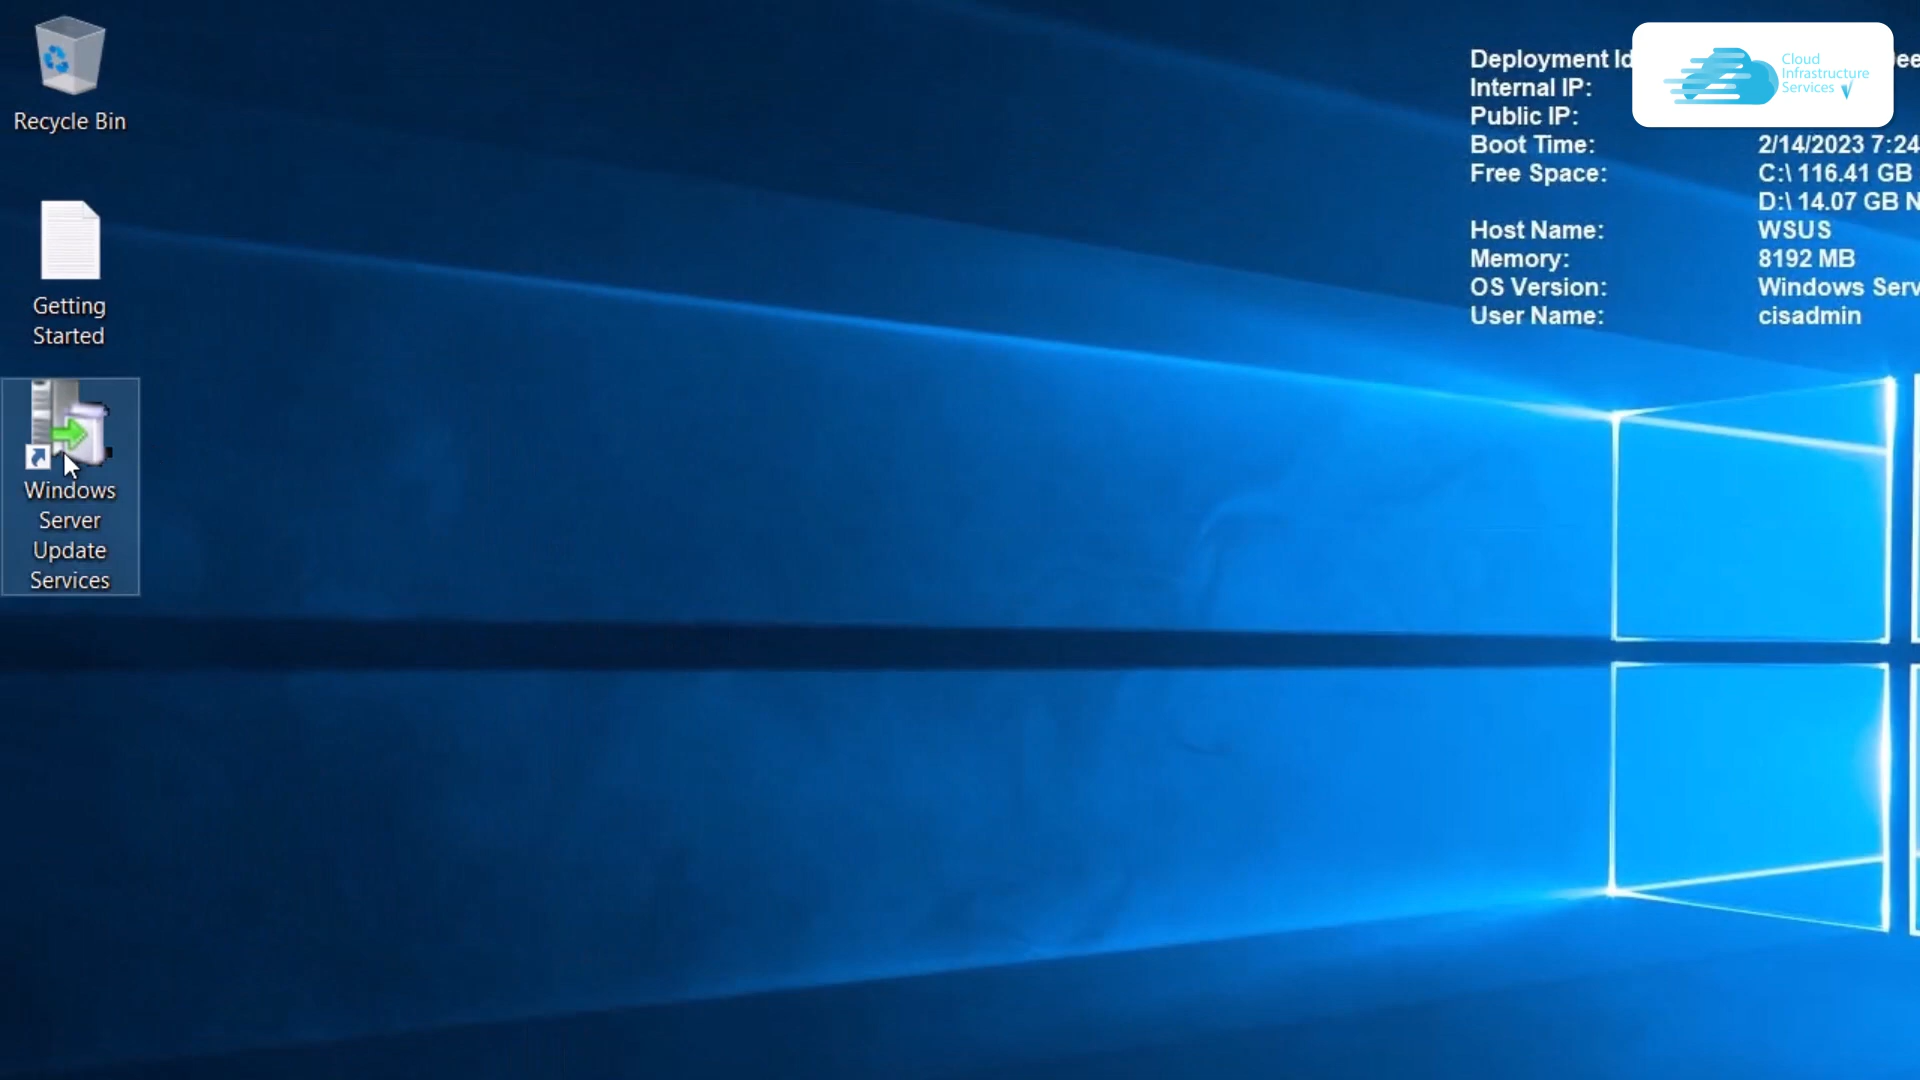 Recycle Bin
Getting
Started
Windows
Server
Update
Services
Deployment Id
Internal IP:
Public IP:
Boot Time: 2/14/2023 7:24
Free Space: C:\ 116.41 GB
D:\ 14.07 GB N
Host Name: WSUS
Memory: 8192 MB
OS Version: Windows Serv
User Name: cisadmin
Cloud
Infrastructure
Services